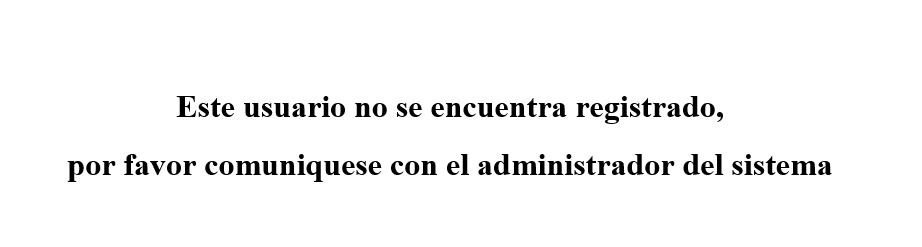 Este usuario no se encuentra registrado,
por favor comuniquese con el administrador del sistema